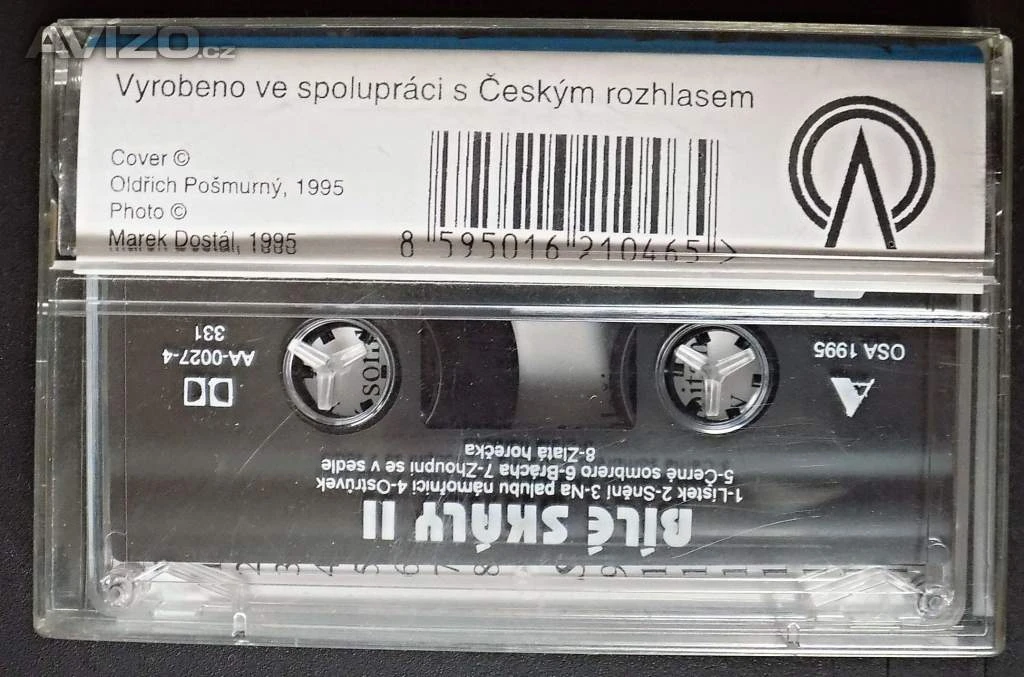 AVIZO.cz
Vyrobeno ve spolupráci s Českým rozhlasem
Cover ©
Oldřich Pošmurný, 1995
Photo ©
Marek Dostál, 1995
8 595016 210465 >
BÍLÉ SKÁLY II
1-Lístek 2-Snění 3-Na palubu námořníci 4-Ostrůvek
5-Černé sombrero 6-Brácha 7-Zhoupni se v sedle
8-Zlatá horečka
A
OSA 1995
AA-0027-4
331